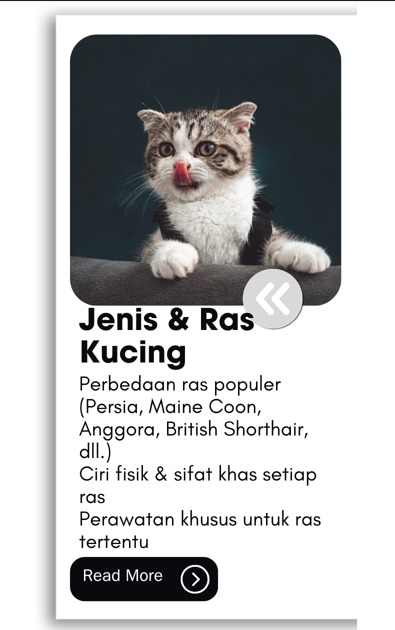 Jenis & Ras
Kucing
Perbedaan ras populer
(Persia, Maine Coon,
Anggora, British Shorthair,
dll.)
Ciri fisik & sifat khas setiap
ras
Perawatan khusus untuk ras
tertentu
Read More